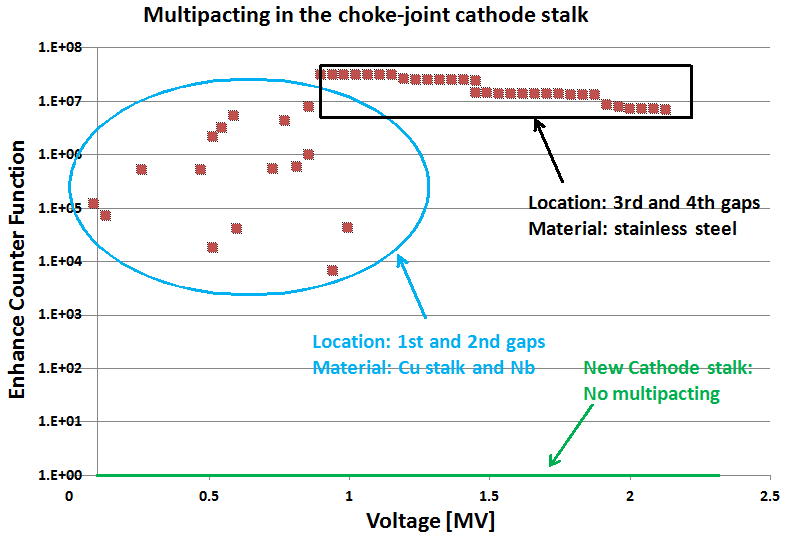 Multipacting in the choke-joint cathode stalk
1.E+08
1.E+07
1.E+06
1.E+05
1.E+04
1.E+03
1.E+02
1.E+01
1.E+00
Enhance Counter Function
Location: 3rd and 4th gaps
Material: stainless steel
Location: 1st and 2nd gaps
Material: Cu stalk and Nb
New Cathode stalk:
No multipacting
0 0.5 1 1.5 2 2.5
Voltage [MV]